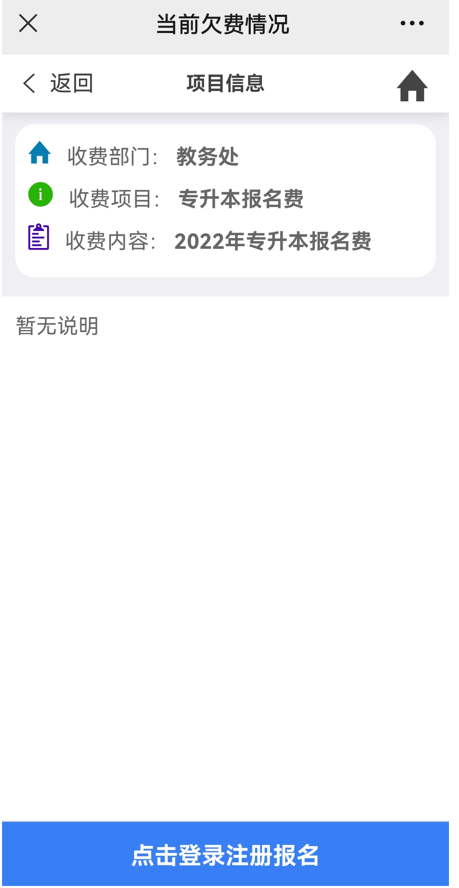 当前欠费情况
返回 项目信息
收费部门： 教务处
收费项目： 专升本报名费
收费内容： 2022年专升本报名费
暂无说明
点击登录注册报名